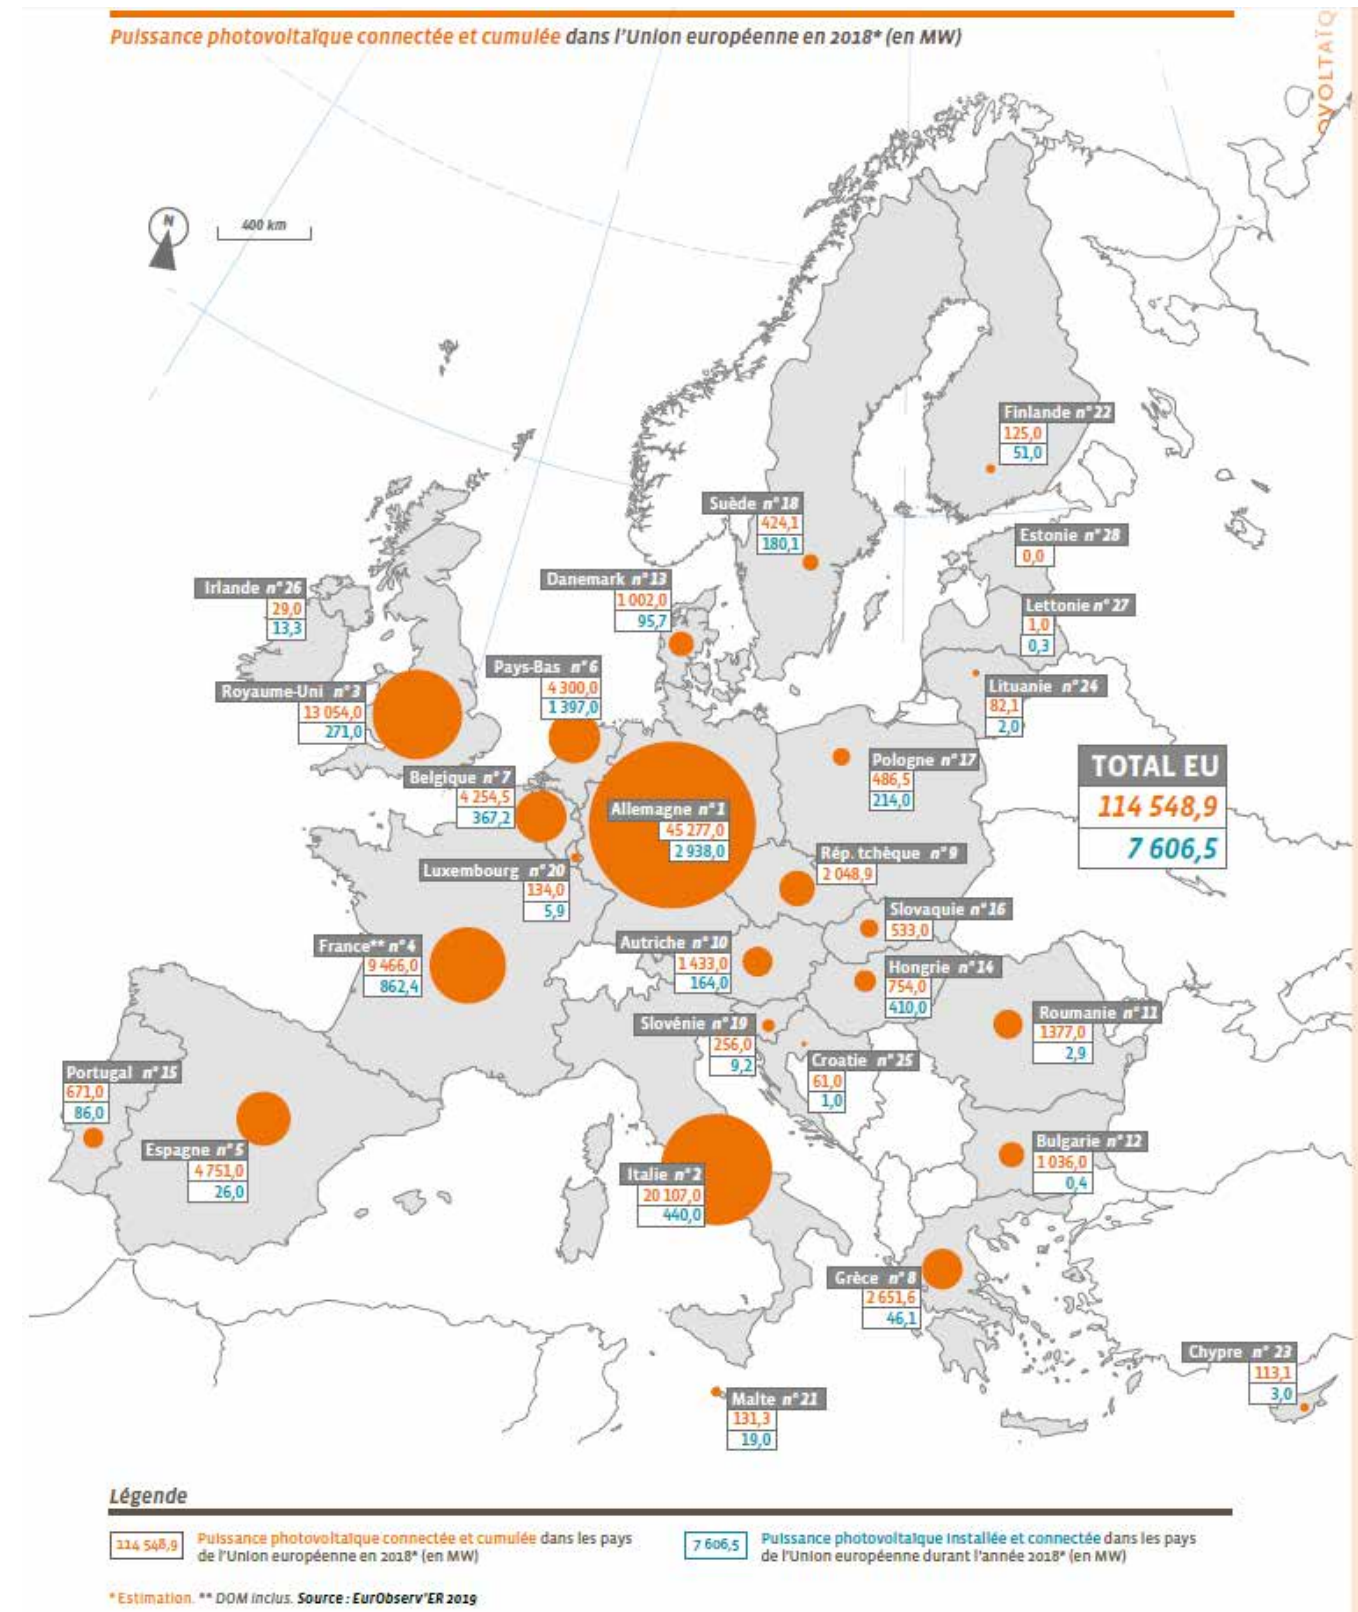 Puissance photovoltaïque connectée et cumulée dans l'Union européenne en 2018* (en MW)
OVOLTAÏQ
N
400 km
Finlande n°22
125,0
51,0
Suède n°18
424,1
180,1
Estonie n°28
0,0
Danemark n°13
1 002,0
95,7
Irlande n°26
29,0
13,3
Lettonie n°27
1,0
0,3
Pays-Bas n°6
4 300,0
1 397,0
Royaume-Uni n°3
13 054,0
271,0
Lituanie n°24
82,1
2,0
Pologne n°17
486,5
214,0
TOTAL EU
114 548,9
7 606,5
Belgique n°7
4 254,5
367,2
Allemagne n°1
45 277,0
2 938,0
Rép. tchèque n°9
2 048,9
Luxembourg n°20
134,0
5,9
Slovaquie n°16
533,0
France** n°4
9 466,0
862,4
Autriche n°10
1 433,0
164,0
Hongrie n°14
754,0
410,0
Roumanie n°11
1377,0
2,9
Slovénie n°19
256,0
9,2
Croatie n°25
61,0
1,0
Portugal n°15
671,0
86,0
Espagne n°5
4 751,0
26,0
Bulgarie n°12
1 036,0
0,4
Italie n°2
20 107,0
440,0
Grèce n°8
2 651,6
46,1
Chypre n° 23
113,1
3,0
Malte n°21
131,3
19,0
Légende
114 548,9
Puissance photovoltaïque connectée et cumulée dans les pays
de l'Union européenne en 2018* (en MW)
7 606,5
Puissance photovoltaïque installée et connectée dans les pays
de l'Union européenne durant l'année 2018* (en MW)
* Estimation. ** DOM inclus. Source : EurObserv'ER 2019